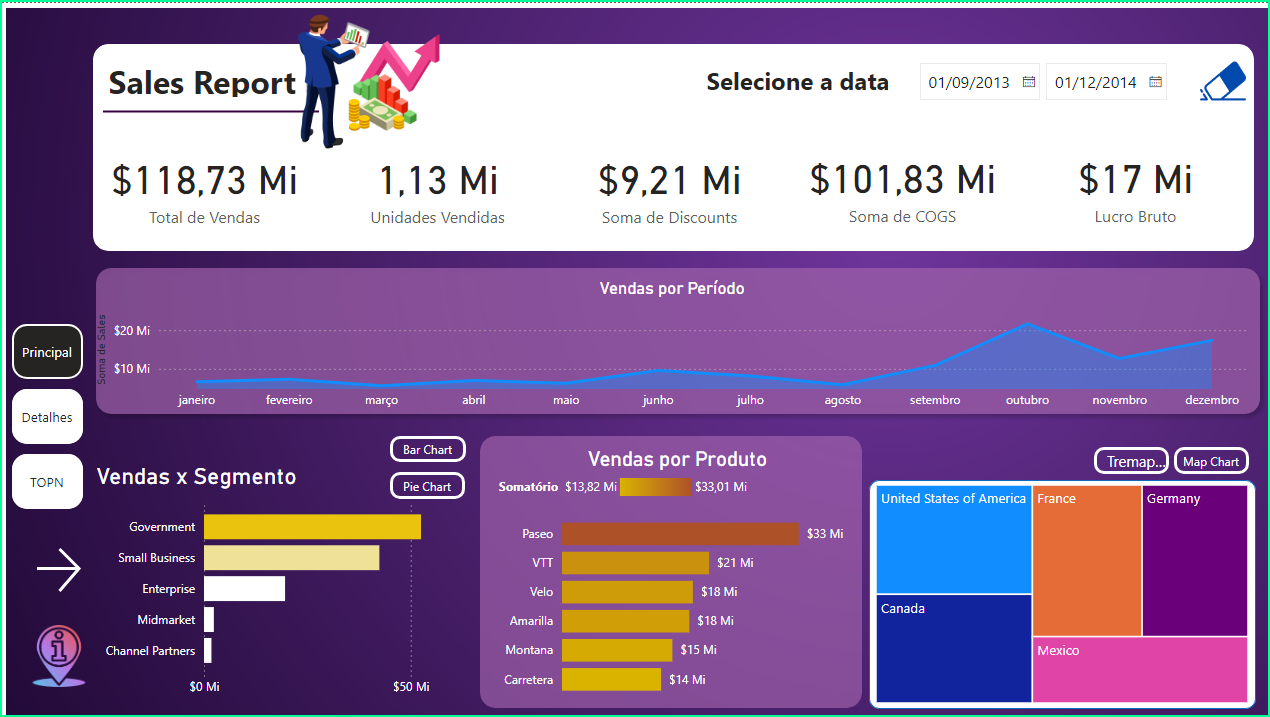 Sales Report
Selecione a data
01/09/2013
01/12/2014
$118,73 Mi
Total de Vendas
1,13 Mi
Unidades Vendidas
$9,21 Mi
Soma de Discounts
$101,83 Mi
Soma de COGS
$17 Mi
Lucro Bruto
Vendas por Período
Soma de Sales
$20 Mi
$10 Mi
janeiro
fevereiro
março
abril
maio
junho
julho
agosto
setembro
outubro
novembro
dezembro
Principal
Detalhes
TOPN
Vendas x Segmento
Bar Chart
Pie Chart
Government
Small Business
Enterprise
Midmarket
Channel Partners
$0 Mi
$50 Mi
Vendas por Produto
Somatório $13,82 Mi $33,01 Mi
Paseo $33 Mi
VTT $21 Mi
Velo $18 Mi
Amarilla $18 Mi
Montana $15 Mi
Carretera $14 Mi
Tremap...
Map Chart
United States of America
France
Germany
Canada
Mexico